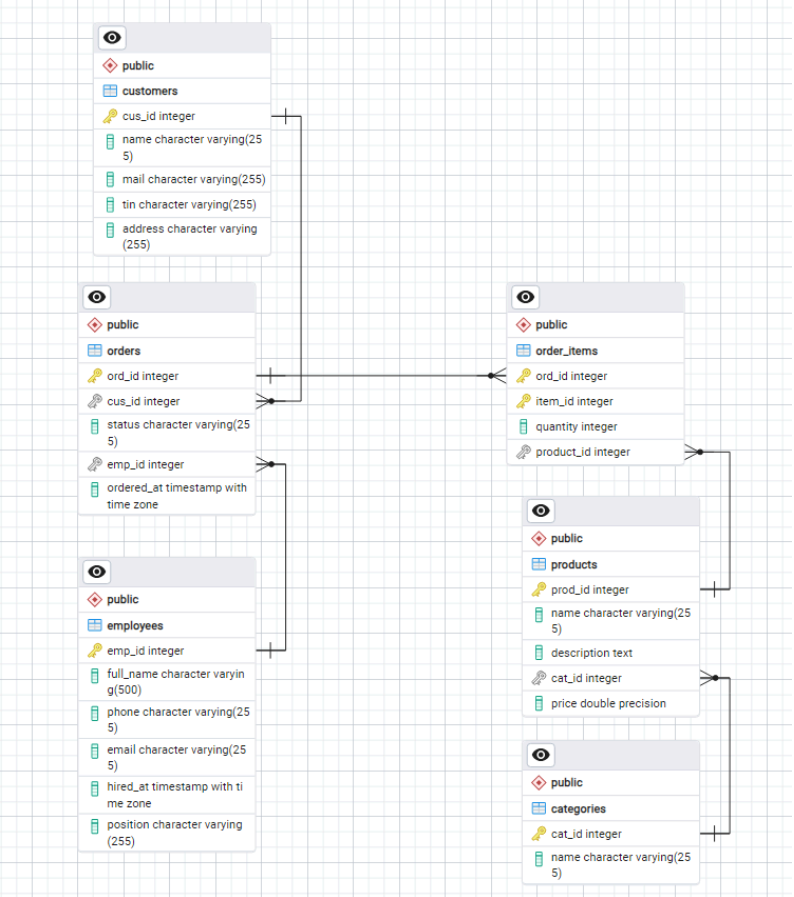 public
customers
cus_id integer
name character varying(25
5)
mail character varying(255)
tin character varying(255)
address character varying
(255)
public
orders
ord_id integer
cus_id integer
status character varying(25
5)
emp_id integer
ordered_at timestamp with
time zone
public
employees
emp_id integer
full_name character varyin
g(500)
phone character varying(25
5)
email character varying(25
5)
hired_at timestamp with ti
me zone
position character varying
(255)
public
order_items
ord_id integer
item_id integer
quantity integer
product_id integer
public
products
prod_id integer
name character varying(25
5)
description text
cat_id integer
price double precision
public
categories
cat_id integer
name character varying(25
5)